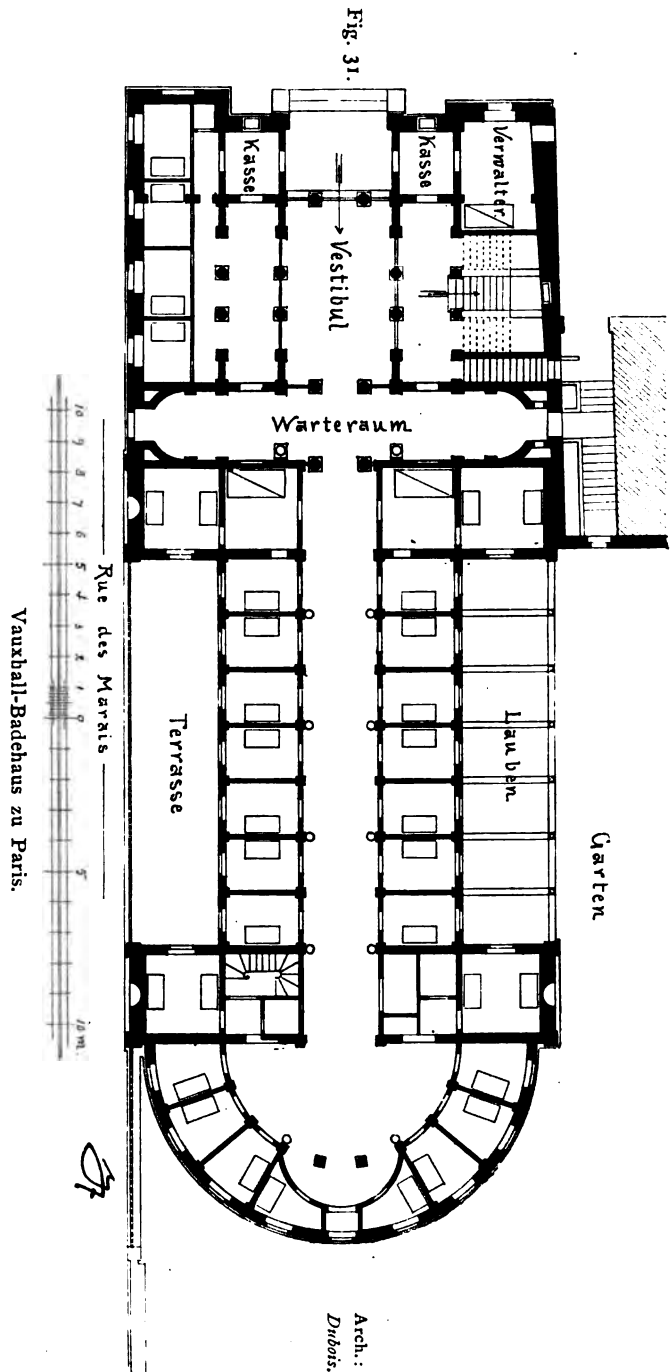 Fig. 31.
Verwalter.
Kasse
Kasse
Vestibul
Warteraum
Lauben
Garten
Terrasse
Rue des Marais
10 9 8 7 6 5 4 3 2 1 0 5 10 m.
Vauxhall-Badehaus zu Paris.
Arch.:
Dubois.